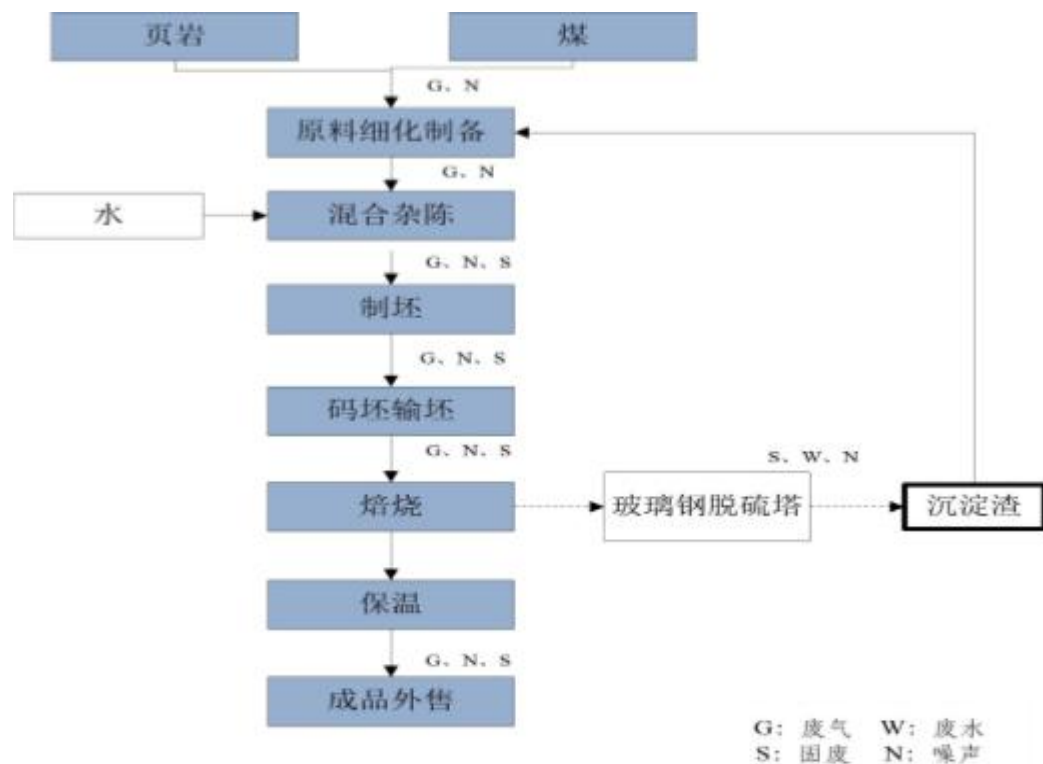 页岩 煤
G、N
原料细化制备
G、N
水 混合杂陈
G、N、S
制坯
G、N、S
码坯输坯
G、N、S
S、W、N
焙烧 玻璃钢脱硫塔 沉淀渣
保温
G、N、S
成品外售
G: 废气 W: 废水
S: 固废 N: 噪声